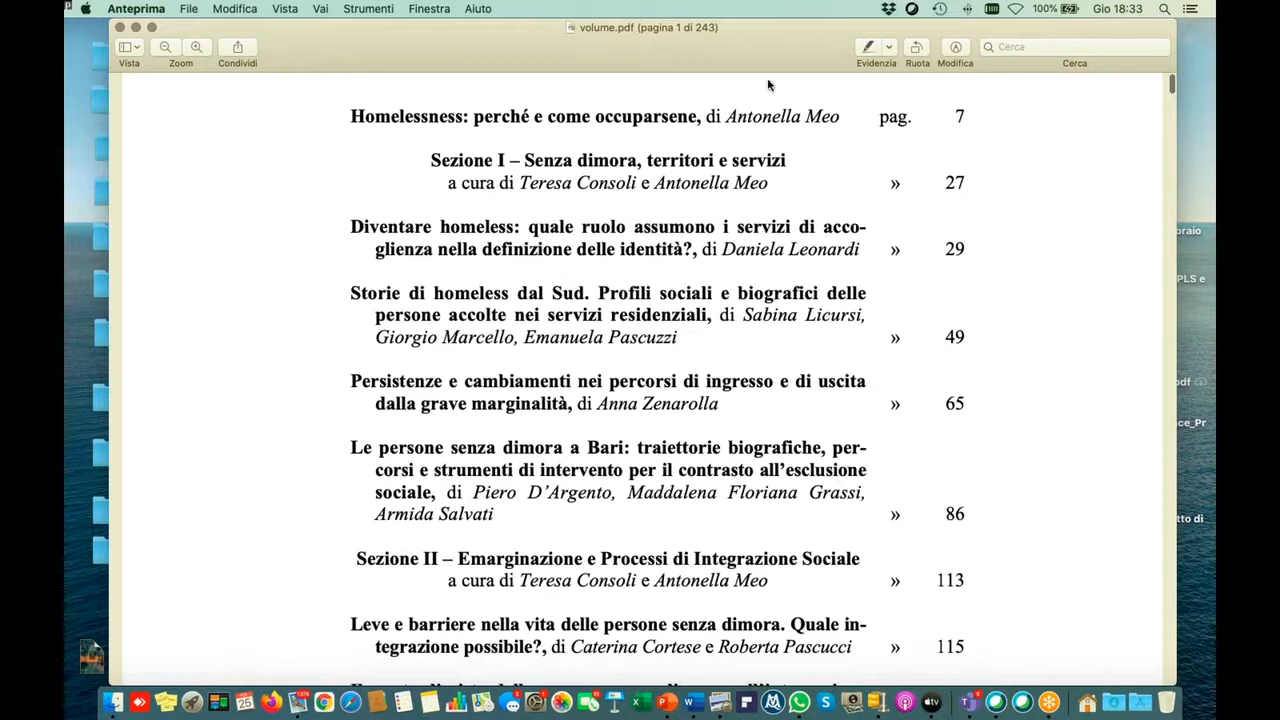 Anteprima File Modifica Vista Vai Strumenti Finestra Aiuto 100% Gio 18:33
volume.pdf (pagina 1 di 243)
Cerca
Vista Zoom Condividi Evidenzia Ruota Modifica Cerca
Homelessness: perché e come occuparsene, di Antonella Meo pag. 7
Sezione I – Senza dimora, territori e servizi
a cura di Teresa Consoli e Antonella Meo » 27
Diventare homeless: quale ruolo assumono i servizi di acco-
glienza nella definizione delle identità?, di Daniela Leonardi » 29
Storie di homeless dal Sud. Profili sociali e biografici delle
persone accolte nei servizi residenziali, di Sabina Licursi,
Giorgio Marcello, Emanuela Pascuzzi » 49
Persistenze e cambiamenti nei percorsi di ingresso e di uscita
dalla grave marginalità, di Anna Zenarolla » 65
Le persone senza dimora a Bari: traiettorie biografiche, per-
corsi e strumenti di intervento per il contrasto all'esclusione
sociale, di Piero D'Argento, Maddalena Floriana Grassi,
Armida Salvati » 86
Sezione II – Emarginazione e Processi di Integrazione Sociale
a cura di Teresa Consoli e Antonella Meo » 113
Leve e barriere nella vita delle persone senza dimora. Quale in-
tegrazione possibile?, di Caterina Cortese e Roberta Pascucci » 115
braio
PLS e
pdf
ce_Pr
tto di